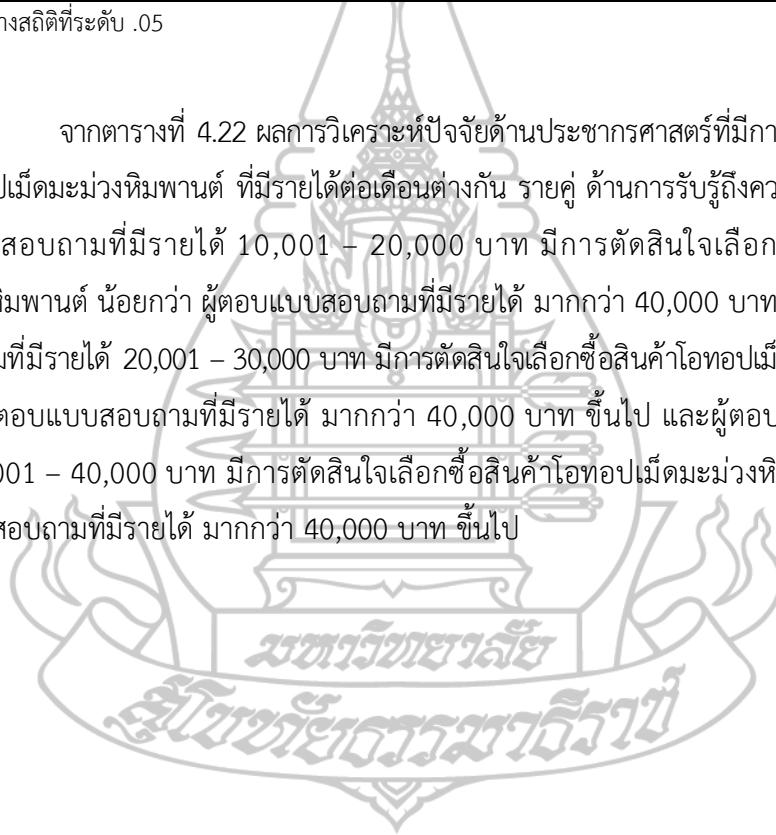 างสถิติที่ระดับ .05
จากตารางที่ 4.22 ผลการวิเคราะห์ปัจจัยด้านประชากรศาสตร์ที่มีกา
ปเม็ดมะม่วงหิมพานต์ ที่มีรายได้ต่อเดือนต่างกัน รายคู่ ด้านการรับรู้ถึงคว
สอบถามที่มีรายได้ 10,001 – 20,000 บาท มีการตัดสินใจเลือก
หิมพานต์ น้อยกว่า ผู้ตอบแบบสอบถามที่มีรายได้ มากกว่า 40,000 บาท
มที่มีรายได้ 20,001 – 30,000 บาท มีการตัดสินใจเลือกซื้อสินค้าโอทอปเม็
ตอบแบบสอบถามที่มีรายได้ มากกว่า 40,000 บาท ขึ้นไป และผู้ตอบ
001 – 40,000 บาท มีการตัดสินใจเลือกซื้อสินค้าโอทอปเม็ดมะม่วงหิ
สอบถามที่มีรายได้ มากกว่า 40,000 บาท ขึ้นไป
มหาวิทยาลัย
สุโขทัยธรรมาธิราช